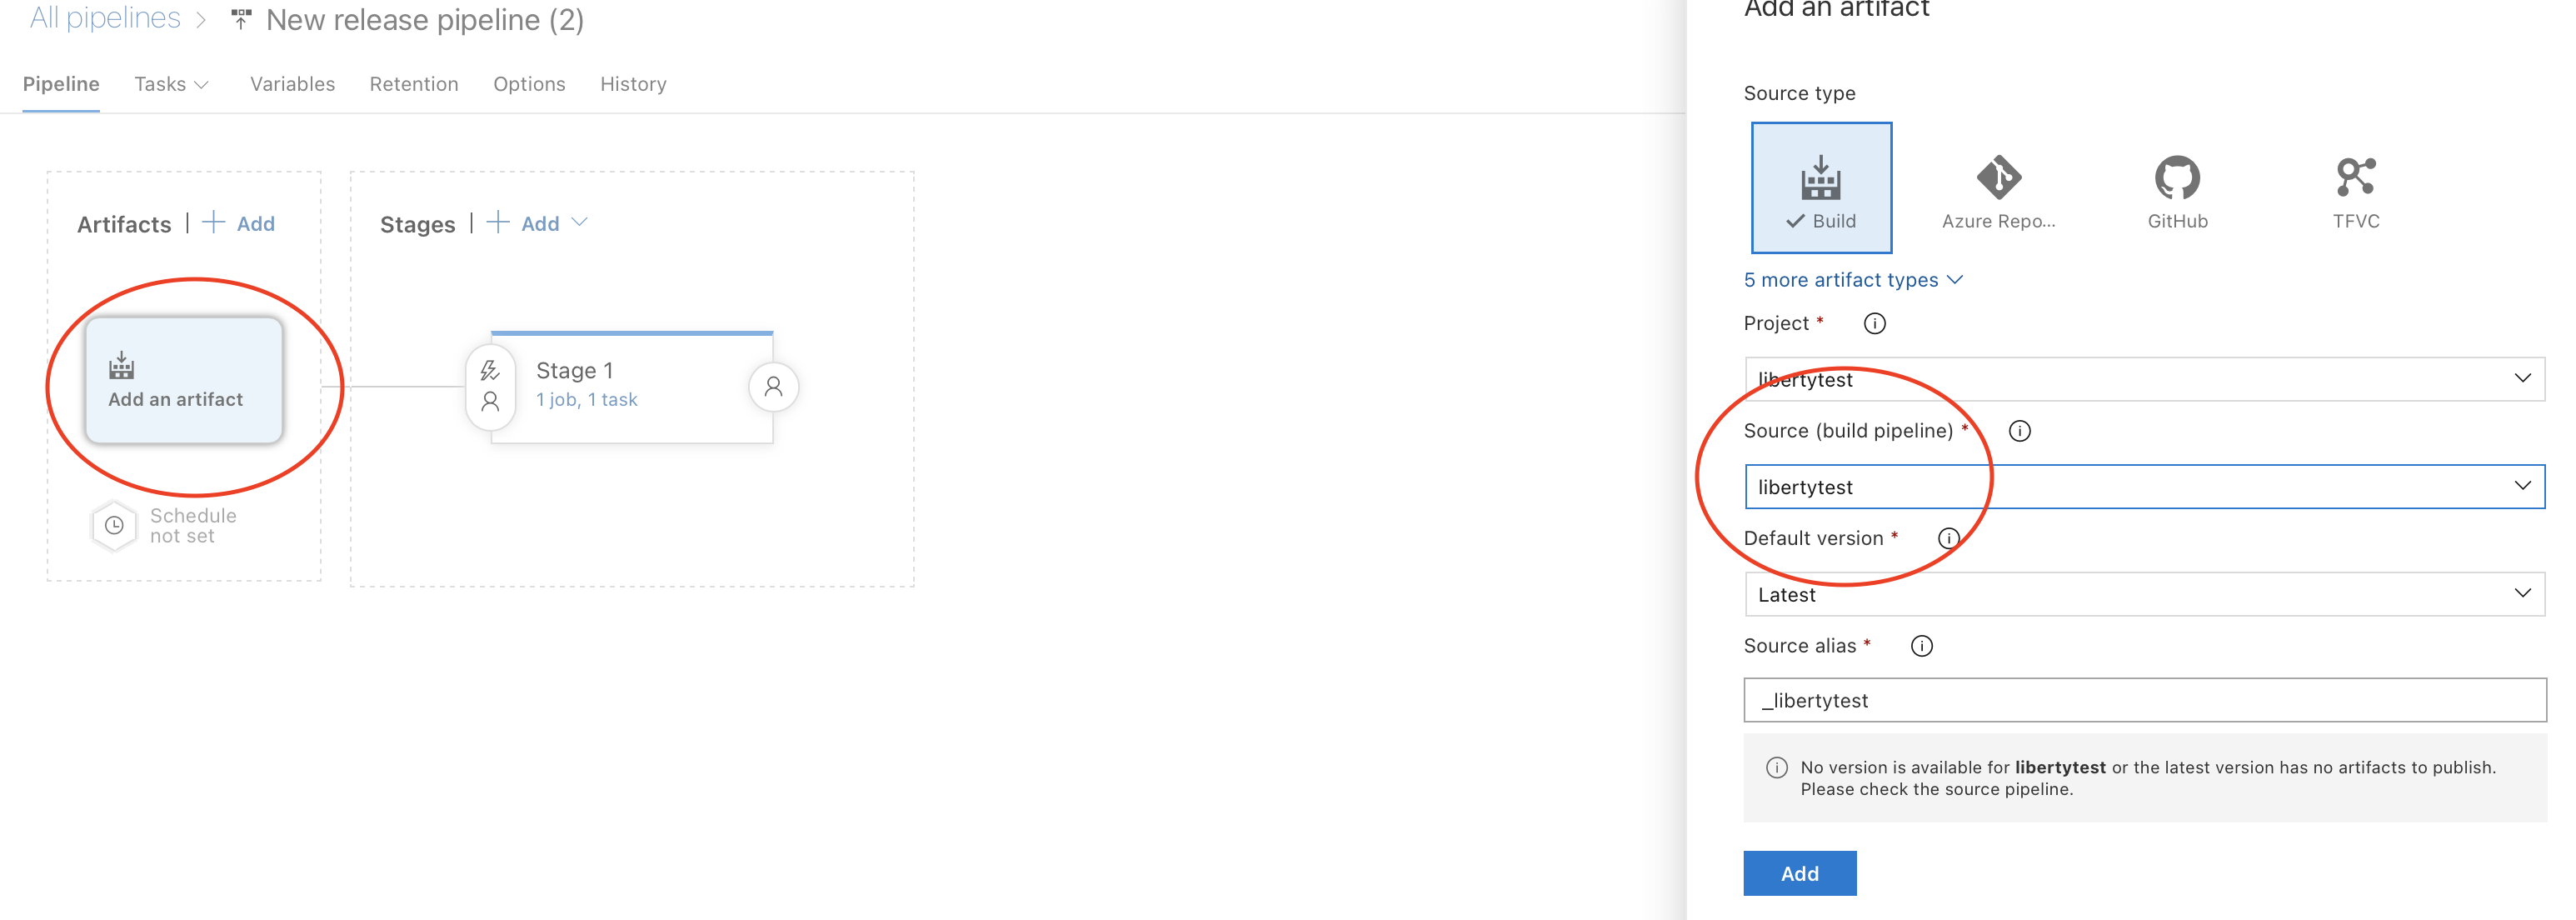 All pipelines > New release pipeline (2)
Pipeline Tasks Variables Retention Options History
Artifacts | + Add
Add an artifact
Schedule
not set
Stages | + Add
Stage 1
1 job, 1 task
Add an artifact
Source type
Build
Azure Repo...
GitHub
TFVC
5 more artifact types
Project *
libertytest
Source (build pipeline) *
libertytest
Default version *
Latest
Source alias *
_libertytest
No version is available for libertytest or the latest version has no artifacts to publish.
Please check the source pipeline.
Add